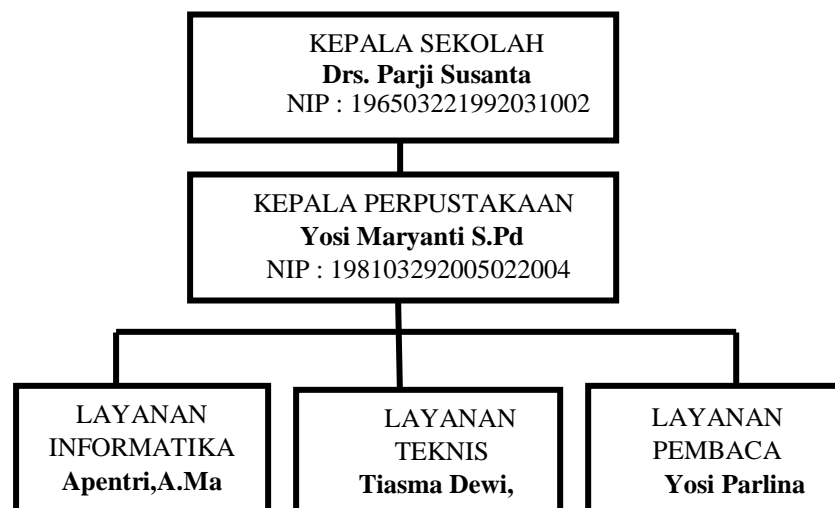 KEPALA SEKOLAH
Drs. Parji Susanta
NIP : 196503221992031002
KEPALA PERPUSTAKAAN
Yosi Maryanti S.Pd
NIP : 198103292005022004
LAYANAN
INFORMATIKA
Apentri,A.Ma
LAYANAN
TEKNIS
Tiasma Dewi,
LAYANAN
PEMBACA
Yosi Parlina